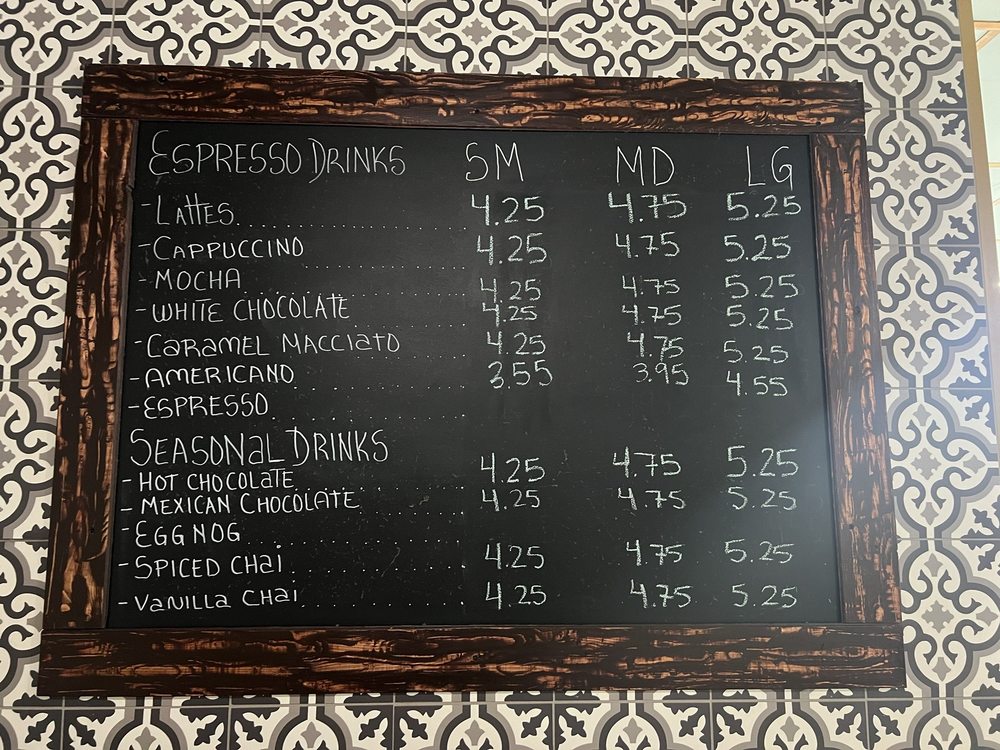 ESPRESSO DRINKS SM MD LG
-LATTES 4.25 4.75 5.25
-CAPPUCCINO 4.25 4.75 5.25
-MOCHA 4.25 4.75 5.25
-WHITE CHOCOLATE 4.25 4.75 5.25
-CARAMEL MACCIATO 4.25 4.75 5.25
-AMERICANO 3.55 3.95 4.55
-ESPRESSO
SEASONAL DRINKS
-HOT CHOCOLATE 4.25 4.75 5.25
-MEXICAN CHOCOLATE 4.25 4.75 5.25
-EGG NOG
-SPICED CHAi 4.25 4.75 5.25
-VANILLA CHAI 4.25 4.75 5.25